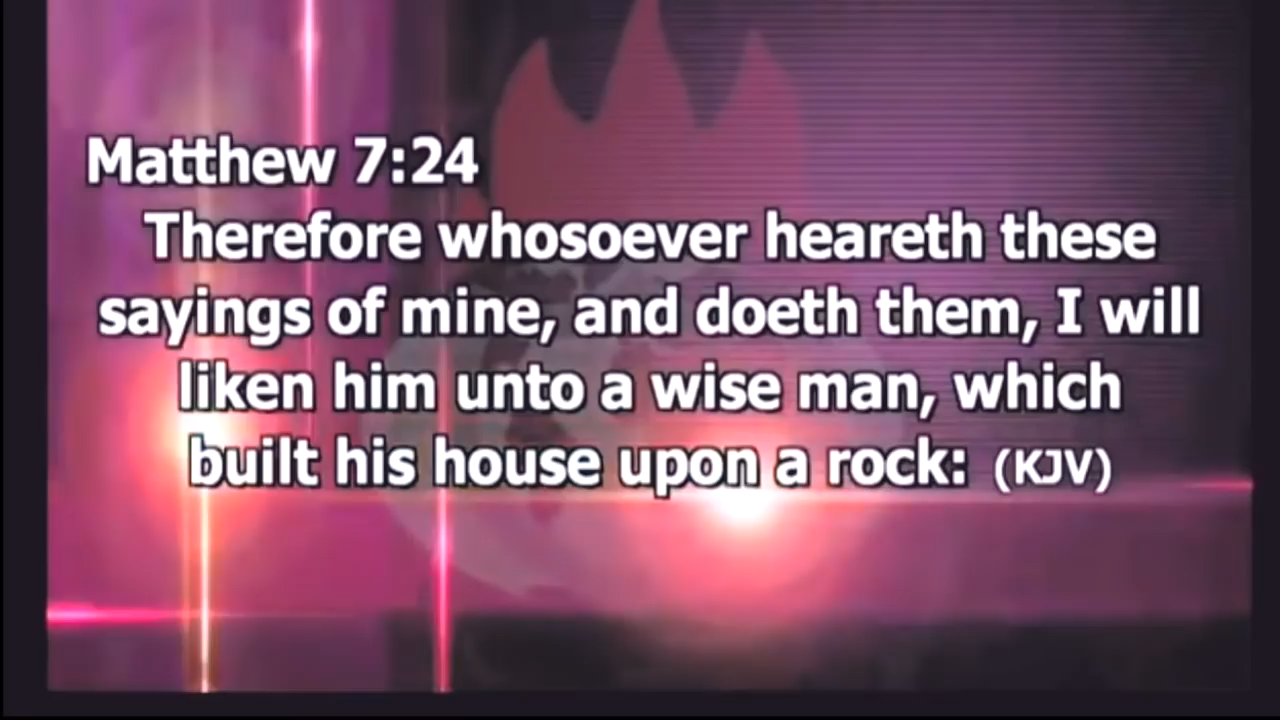 Matthew 7:24
Therefore whosoever heareth these
sayings of mine, and doeth them, I will
liken him unto a wise man, which
built his house upon a rock: (KJV)